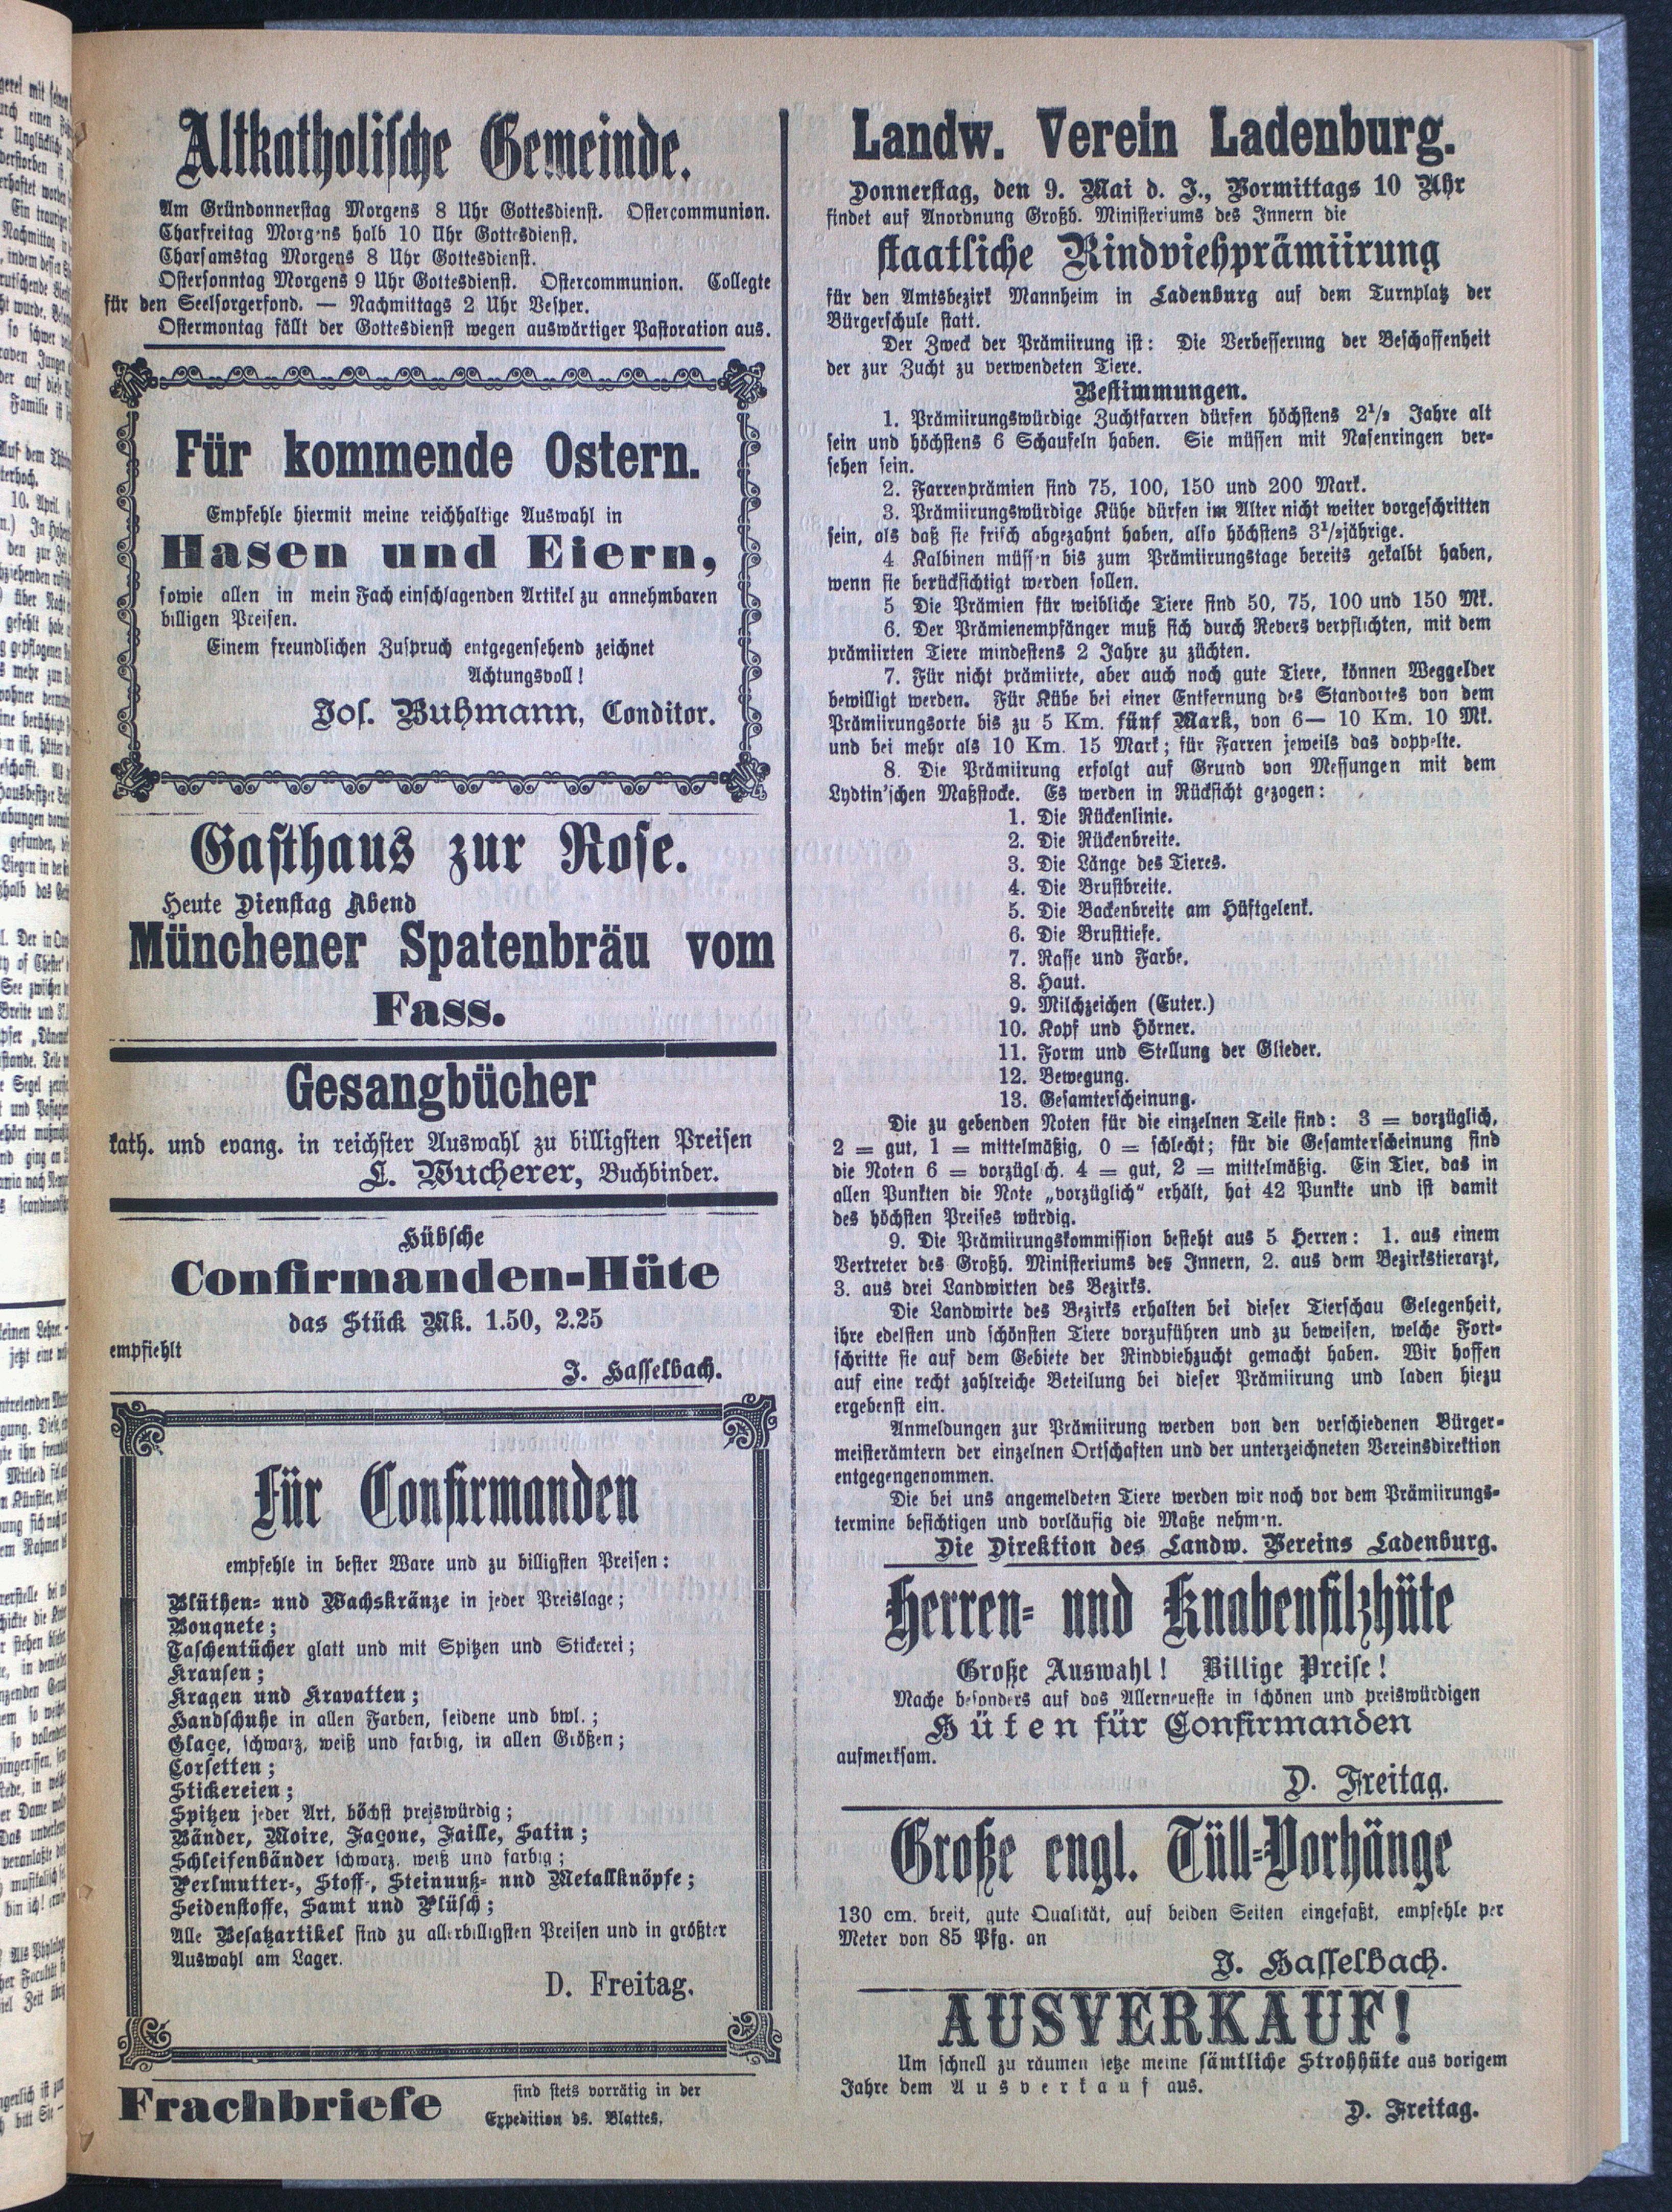 Altkatholische Gemeinde.
Am Gründonnerstag Morgens 8 Uhr Gottesdienst. Ostercommunion.
Charfreitag Morgens halb 10 Uhr Gottesdienst.
Charsamstag Morgens 8 Uhr Gottesdienst.
Ostersonntag Morgens 9 Uhr Gottesdienst. Ostercommunion. Collegte
für den Seelsorgerfond. — Nachmittags 2 Uhr Vesper.
Ostermontag fällt der Gottesdienst wegen auswärtiger Pastoration aus.
Für kommende Ostern.
Empfehle hiermit meine reichhaltige Auswahl in
Hasen und Eiern,
sowie allen in mein Fach einschlagenden Artikel zu annehmbaren
billigen Preisen.
Einem freundlichen Zuspruch entgegensehend zeichnet
Achtungsvoll!
Jos. Buhmann, Conditor.
Gasthaus zur Rose.
Heute Dienstag Abend
Münchener Spatenbräu vom
Fass.
Gesangbücher
kath. und evang. in reichster Auswahl zu billigsten Preisen
L. Wucherer, Buchbinder.
Hübsche
Confirmanden-Hüte
das Stück Mk. 1.50, 2.25
empfiehlt
J. Hasselbach.
Für Confirmanden
empfehle in bester Ware und zu billigsten Preisen:
Blüthen- und Wachskränze in jeder Preislage;
Bouquete;
Taschentücher glatt und mit Spitzen und Stickerei;
Krausen;
Kragen und Kravatten;
Handschuhe in allen Farben, seidene und bwl.;
Glage, schwarz, weiß und farbig, in allen Größen;
Corsetten;
Stickereien;
Spitzen jeder Art, höchst preiswürdig;
Bänder, Moire, Façone, Faille, Satin;
Schleifenbänder schwarz, weiß und farbig;
Perlmutter-, Stoff-, Steinnuß- und Metallknöpfe;
Seidenstoffe, Samt und Plüsch;
Alle Besatzartikel sind zu allerbilligsten Preisen und in größter
Auswahl am Lager.
D. Freitag.
Frachbriefe sind stets vorrätig in der
Expedition ds. Blattes.
Landw. Verein Ladenburg.
Donnerstag, den 9. Mai d. J., Vormittags 10 Uhr
findet auf Anordnung Großh. Ministeriums des Innern die
staatliche Rindviehprämiirung
für den Amtsbezirk Mannheim in Ladenburg auf dem Turnplatz der
Bürgerschule statt.
Der Zweck der Prämiirung ist: Die Verbesserung der Beschaffenheit
der zur Zucht zu verwendeten Tiere.
Bestimmungen.
1. Prämiirungswürdige Zuchtfarren dürfen höchstens 2½ Jahre alt
sein und höchstens 6 Schaufeln haben. Sie müssen mit Nasenringen ver-
sehen sein.
2. Farrenprämien sind 75, 100, 150 und 200 Mark.
3. Prämiirungswürdige Kühe dürfen im Alter nicht weiter vorgeschritten
sein, als daß sie frisch abgezahnt haben, also höchstens 3½jährige.
4 Kalbinen müssen bis zum Prämiirungstage bereits gekalbt haben,
wenn sie berücksichtigt werden sollen.
5 Die Prämien für weibliche Tiere sind 50, 75, 100 und 150 Mk.
6. Der Prämienempfänger muß sich durch Revers verpflichten, mit dem
prämiirten Tiere mindestens 2 Jahre zu züchten.
7. Für nicht prämiirte, aber auch noch gute Tiere, können Weggelder
bewilligt werden. Für Kühe bei einer Entfernung des Standortes von dem
Prämiirungsorte bis zu 5 Km. fünf Mark, von 6— 10 Km. 10 Mk.
und bei mehr als 10 Km. 15 Mark; für Farren jeweils das doppelte.
8. Die Prämiirung erfolgt auf Grund von Messungen mit dem
Lydtin'schen Maßstocke. Es werden in Rücksicht gezogen:
1. Die Rückenlinie.
2. Die Rückenbreite.
3. Die Länge des Tieres.
4. Die Brustbreite.
5. Die Backenbreite am Hüftgelenk.
6. Die Brusttiefe.
7. Rasse und Farbe.
8. Haut.
9. Milchzeichen (Euter.)
10. Kopf und Hörner.
11. Form und Stellung der Glieder.
12. Bewegung.
13. Gesamterscheinung.
Die zu gebenden Noten für die einzelnen Teile sind: 3 = vorzüglich,
2 = gut, 1 = mittelmäßig, 0 = schlecht; für die Gesamterscheinung sind
die Noten 6 = vorzüglich. 4 = gut, 2 = mittelmäßig. Ein Tier, das in
allen Punkten die Note „vorzüglich“ erhält, hat 42 Punkte und ist damit
des höchsten Preises würdig.
9. Die Prämiirungskommission besteht aus 5 Herren: 1. aus einem
Vertreter des Großh. Ministeriums des Innern, 2. aus dem Bezirkstierarzt,
3. aus drei Landwirten des Bezirks.
Die Landwirte des Bezirks erhalten bei dieser Tierschau Gelegenheit,
ihre edelsten und schönsten Tiere vorzuführen und zu beweisen, welche Fort-
schritte sie auf dem Gebiete der Rindviehzucht gemacht haben. Wir hoffen
auf eine recht zahlreiche Beteilung bei dieser Prämiirung und laden hiezu
ergebenst ein.
Anmeldungen zur Prämiirung werden von den verschiedenen Bürger-
meisterämtern der einzelnen Ortschaften und der unterzeichneten Vereinsdirektion
entgegengenommen.
Die bei uns angemeldeten Tiere werden wir noch vor dem Prämiirungs-
termine besichtigen und vorläufig die Maße nehmen.
Die Direktion des Landw. Vereins Ladenburg.
Herren- und Knabenfilzhüte
Große Auswahl! Billige Preise!
Mache besonders auf das Allerneueste in schönen und preiswürdigen
Hüten für Confirmanden
aufmerksam.
D. Freitag.
Große engl. Tüll-Vorhänge
130 cm. breit, gute Qualität, auf beiden Seiten eingefaßt, empfehle per
Meter von 85 Pfg. an
J. Hasselbach.
AUSVERKAUF!
Um schnell zu räumen setze meine sämtliche Strohhüte aus vorigem
Jahre dem Ausverkauf aus.
D. Freitag.